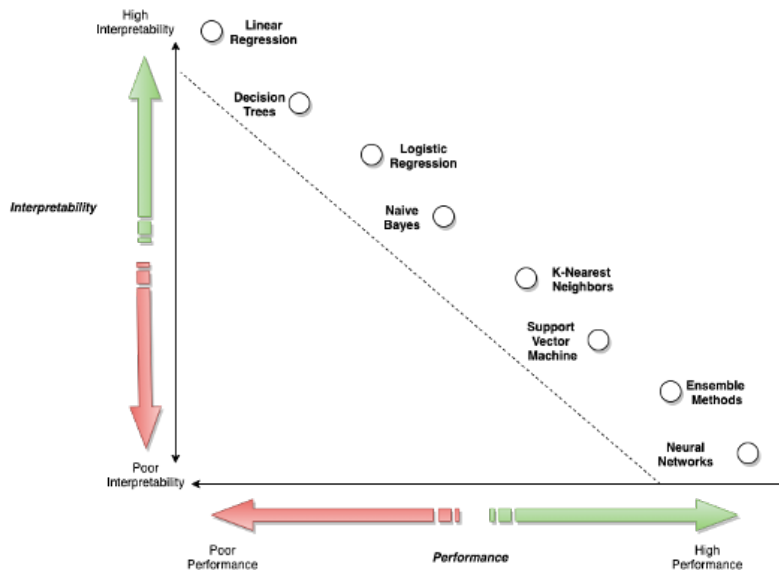 High
Interpretability
Linear
Regression
Decision
Trees
Logistic
Regression
Interpretability
Naive
Bayes
K-Nearest
Neighbors
Support
Vector
Machine
Ensemble
Methods
Neural
Networks
Poor
Interpretability
Poor
Performance
Performance
High
Performance